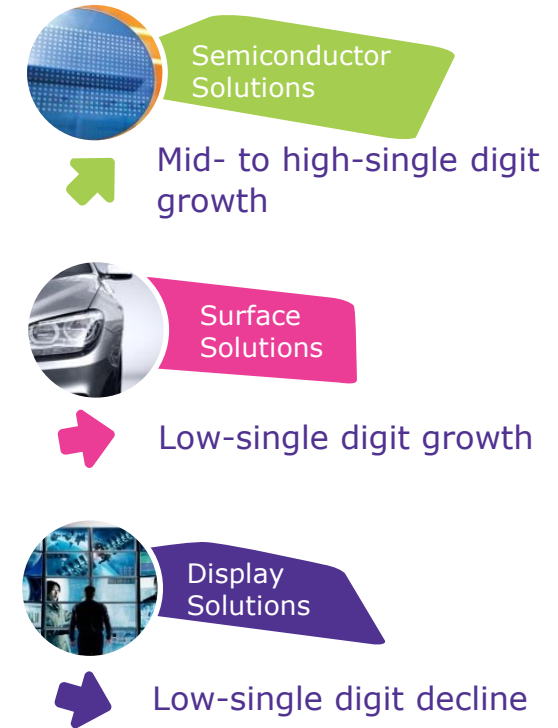 Semiconductor
Solutions
Mid- to high-single digit
growth
Surface
Solutions
Low-single digit growth
Display
Solutions
Low-single digit decline